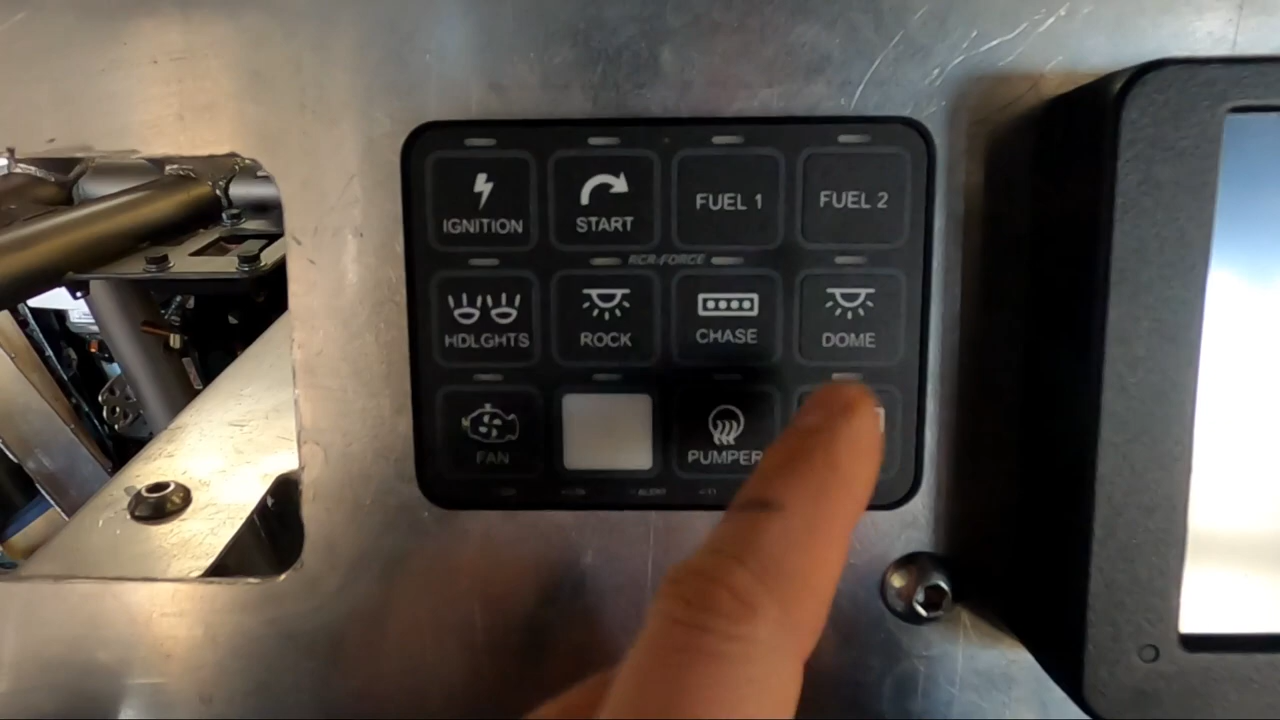 IGNITION
START
FUEL 1
FUEL 2
RCR-FORCE
HDLGHTS
ROCK
CHASE
DOME
FAN
PUMPER